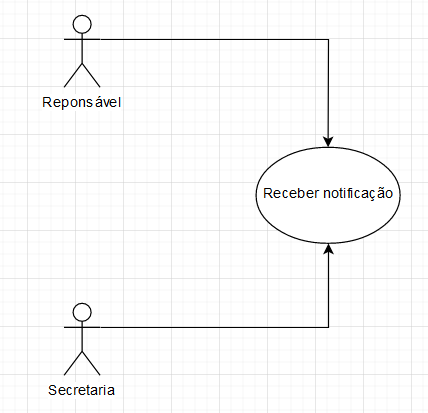 Reponsável
Receber notificação
Secretaria